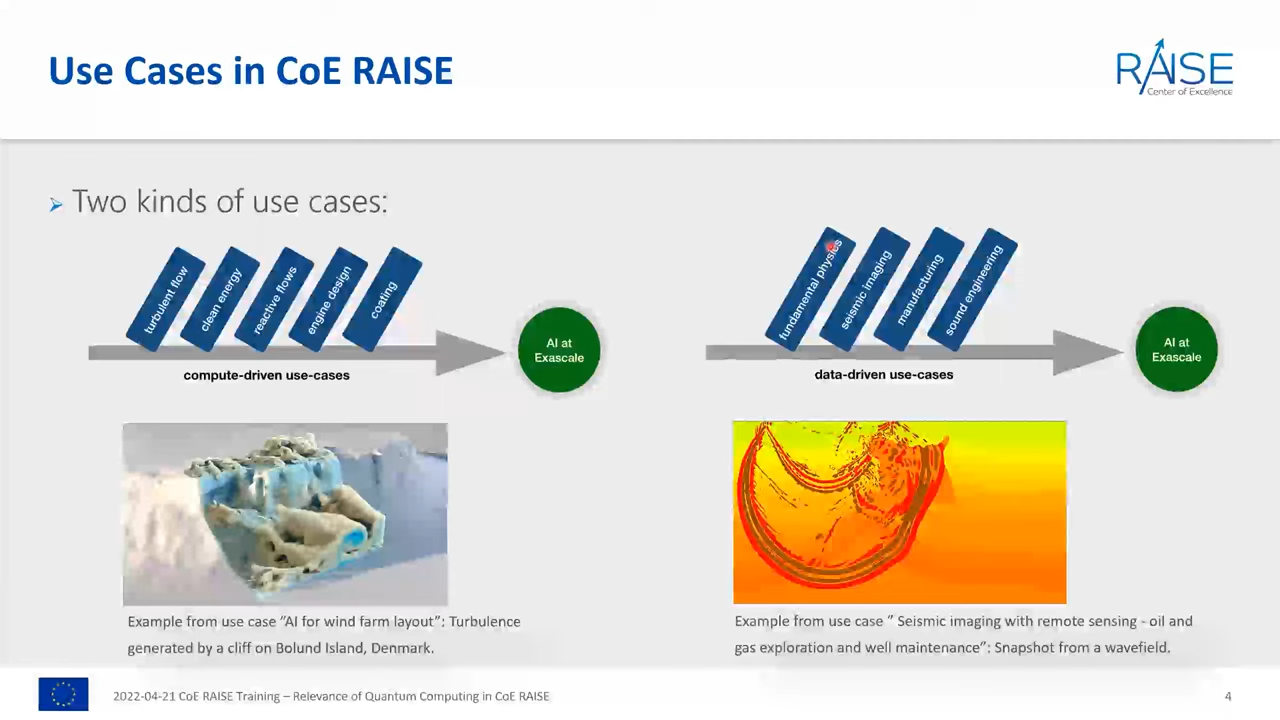 Use Cases in CoE RAISE
RAISE
Center of Excellence
➢ Two kinds of use cases:
turbulent flow
clean energy
reactive flows
engine design
coating
AI at
Exascale
compute-driven use-cases
fundamental physics
seismic imaging
manufacturing
sound engineering
AI at
Exascale
data-driven use-cases
Example from use case ”AI for wind farm layout”: Turbulence
generated by a cliff on Bolund Island, Denmark.
Example from use case ” Seismic imaging with remote sensing - oil and
gas exploration and well maintenance”: Snapshot from a wavefield.
2022-04-21 CoE RAISE Training – Relevance of Quantum Computing in CoE RAISE
4